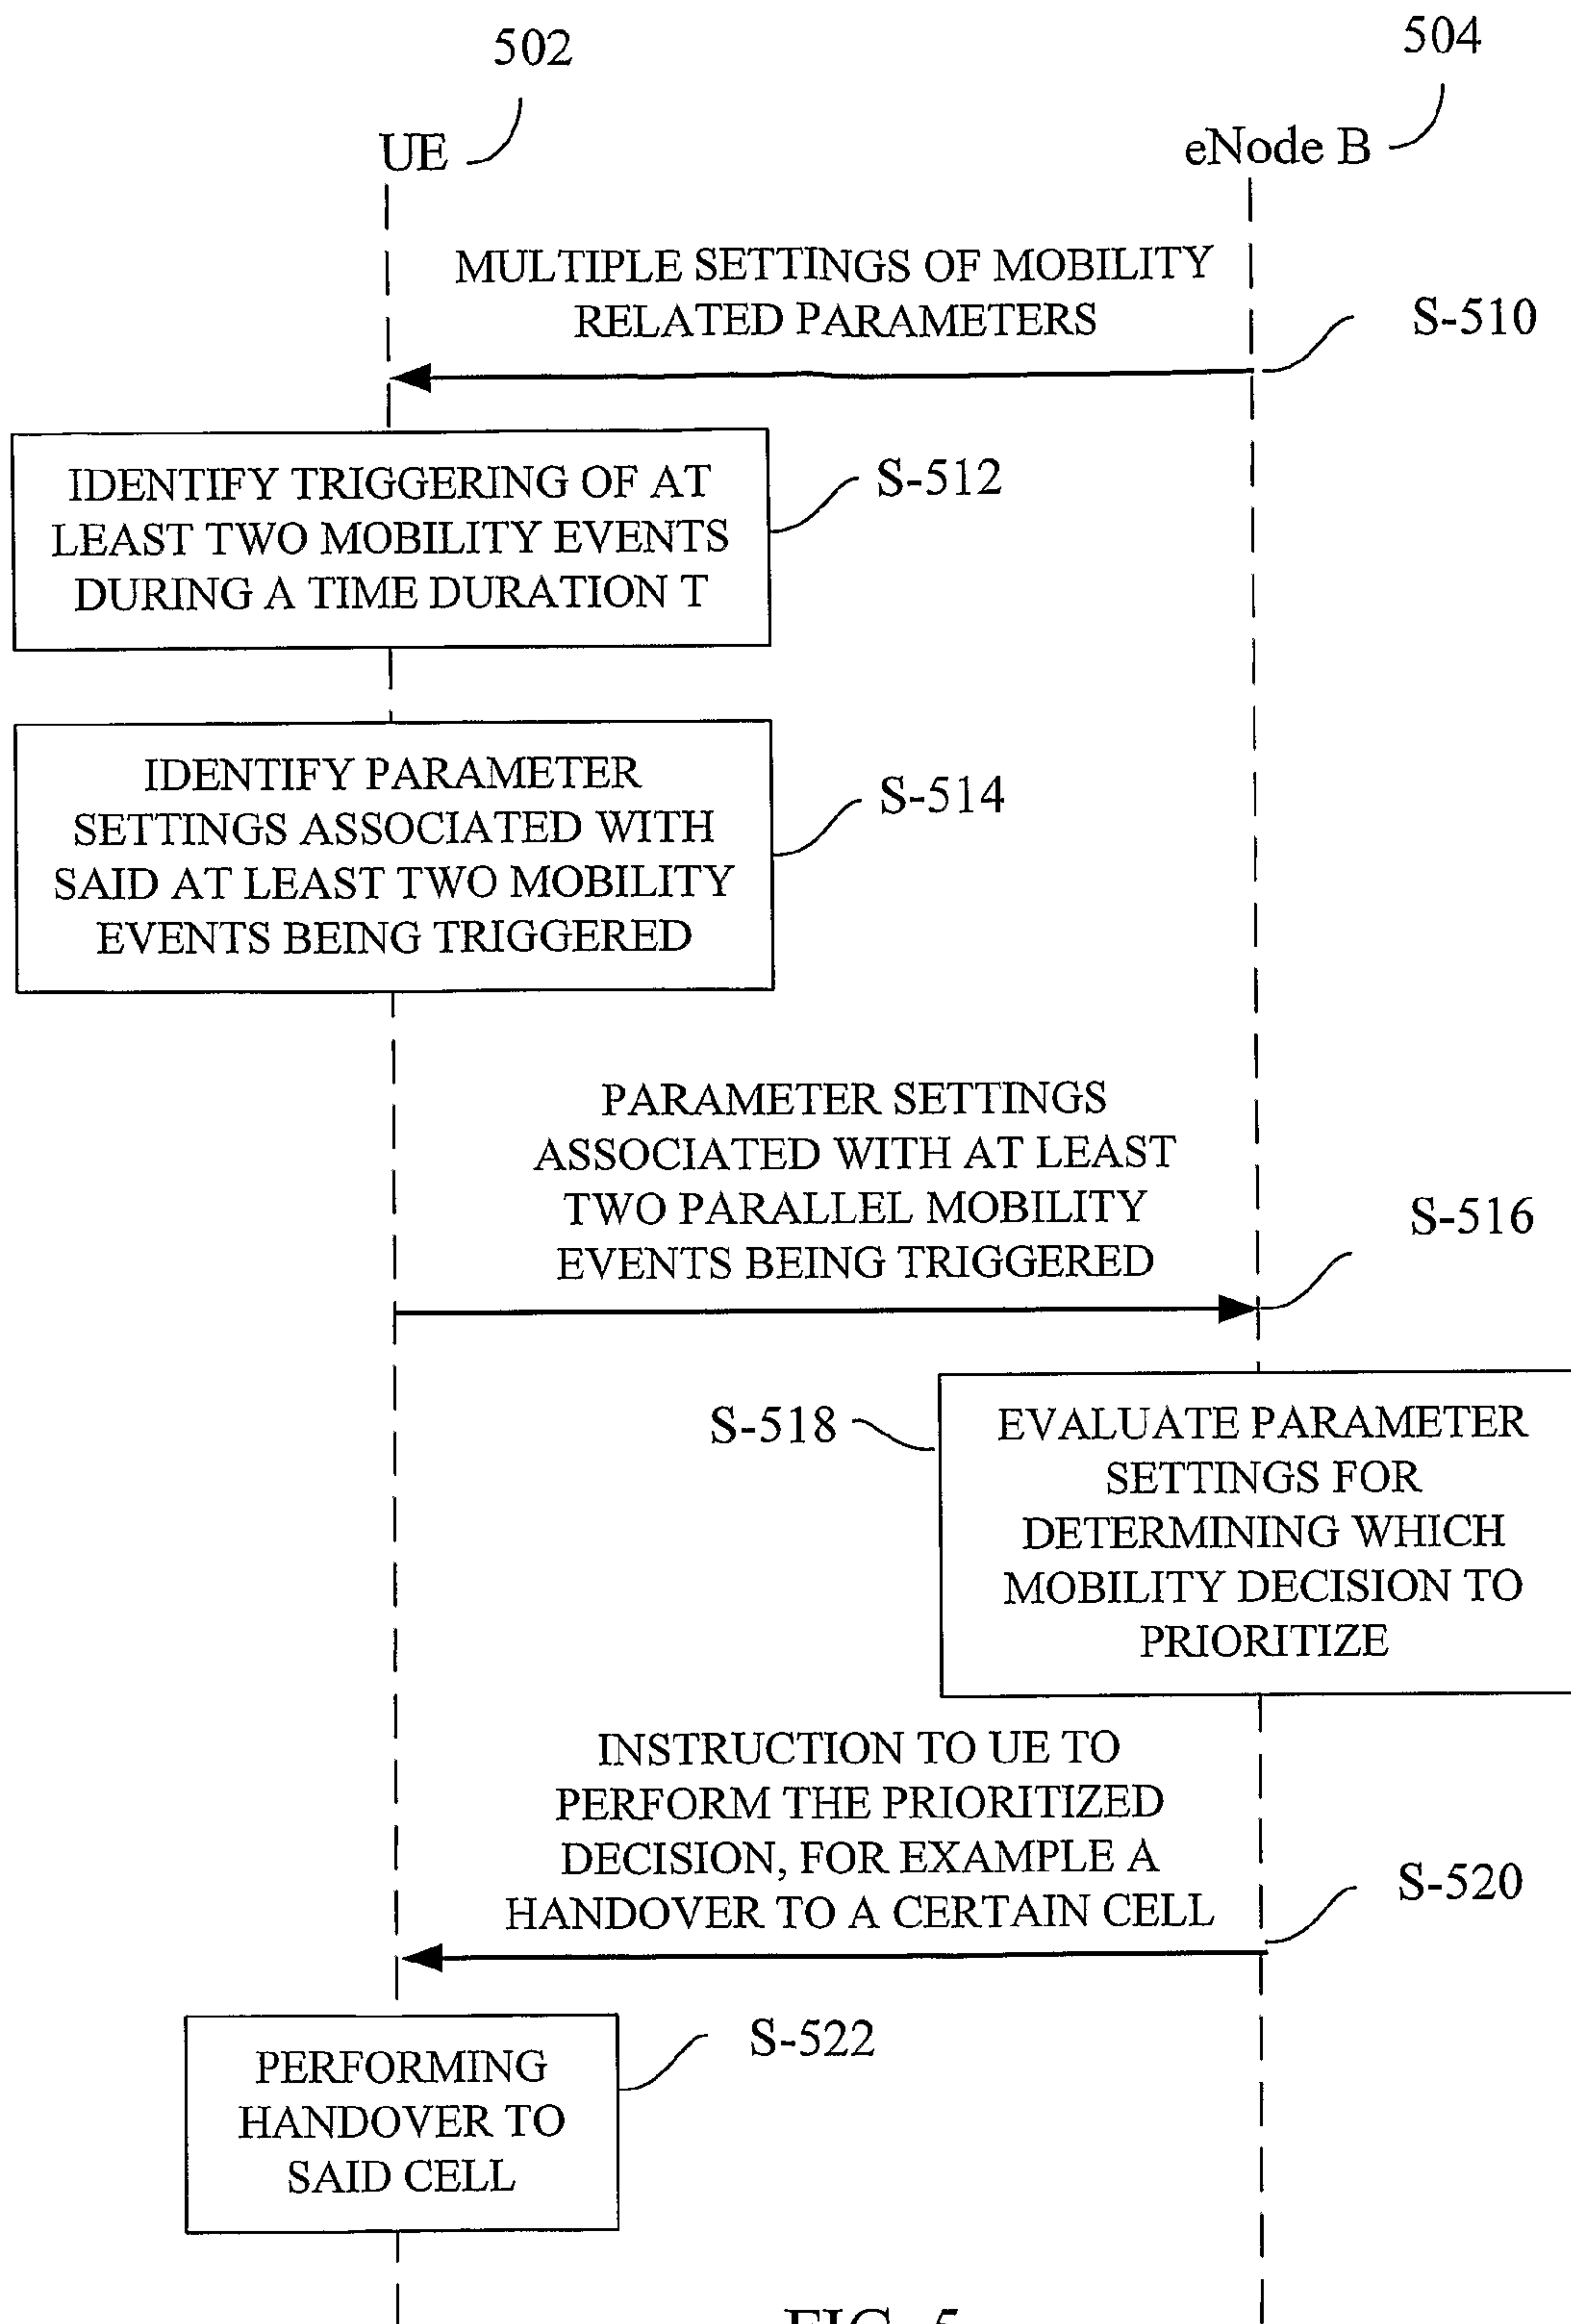 502
504
UE
eNode B
MULTIPLE SETTINGS OF MOBILITY
RELATED PARAMETERS
S-510
IDENTIFY TRIGGERING OF AT
LEAST TWO MOBILITY EVENTS
DURING A TIME DURATION T
S-512
IDENTIFY PARAMETER
SETTINGS ASSOCIATED WITH
SAID AT LEAST TWO MOBILITY
EVENTS BEING TRIGGERED
S-514
PARAMETER SETTINGS
ASSOCIATED WITH AT LEAST
TWO PARALLEL MOBILITY
EVENTS BEING TRIGGERED
S-516
S-518
EVALUATE PARAMETER
SETTINGS FOR
DETERMINING WHICH
MOBILITY DECISION TO
PRIORITIZE
INSTRUCTION TO UE TO
PERFORM THE PRIORITIZED
DECISION, FOR EXAMPLE A
HANDOVER TO A CERTAIN CELL
S-520
PERFORMING
HANDOVER TO
SAID CELL
S-522
FIG. 5